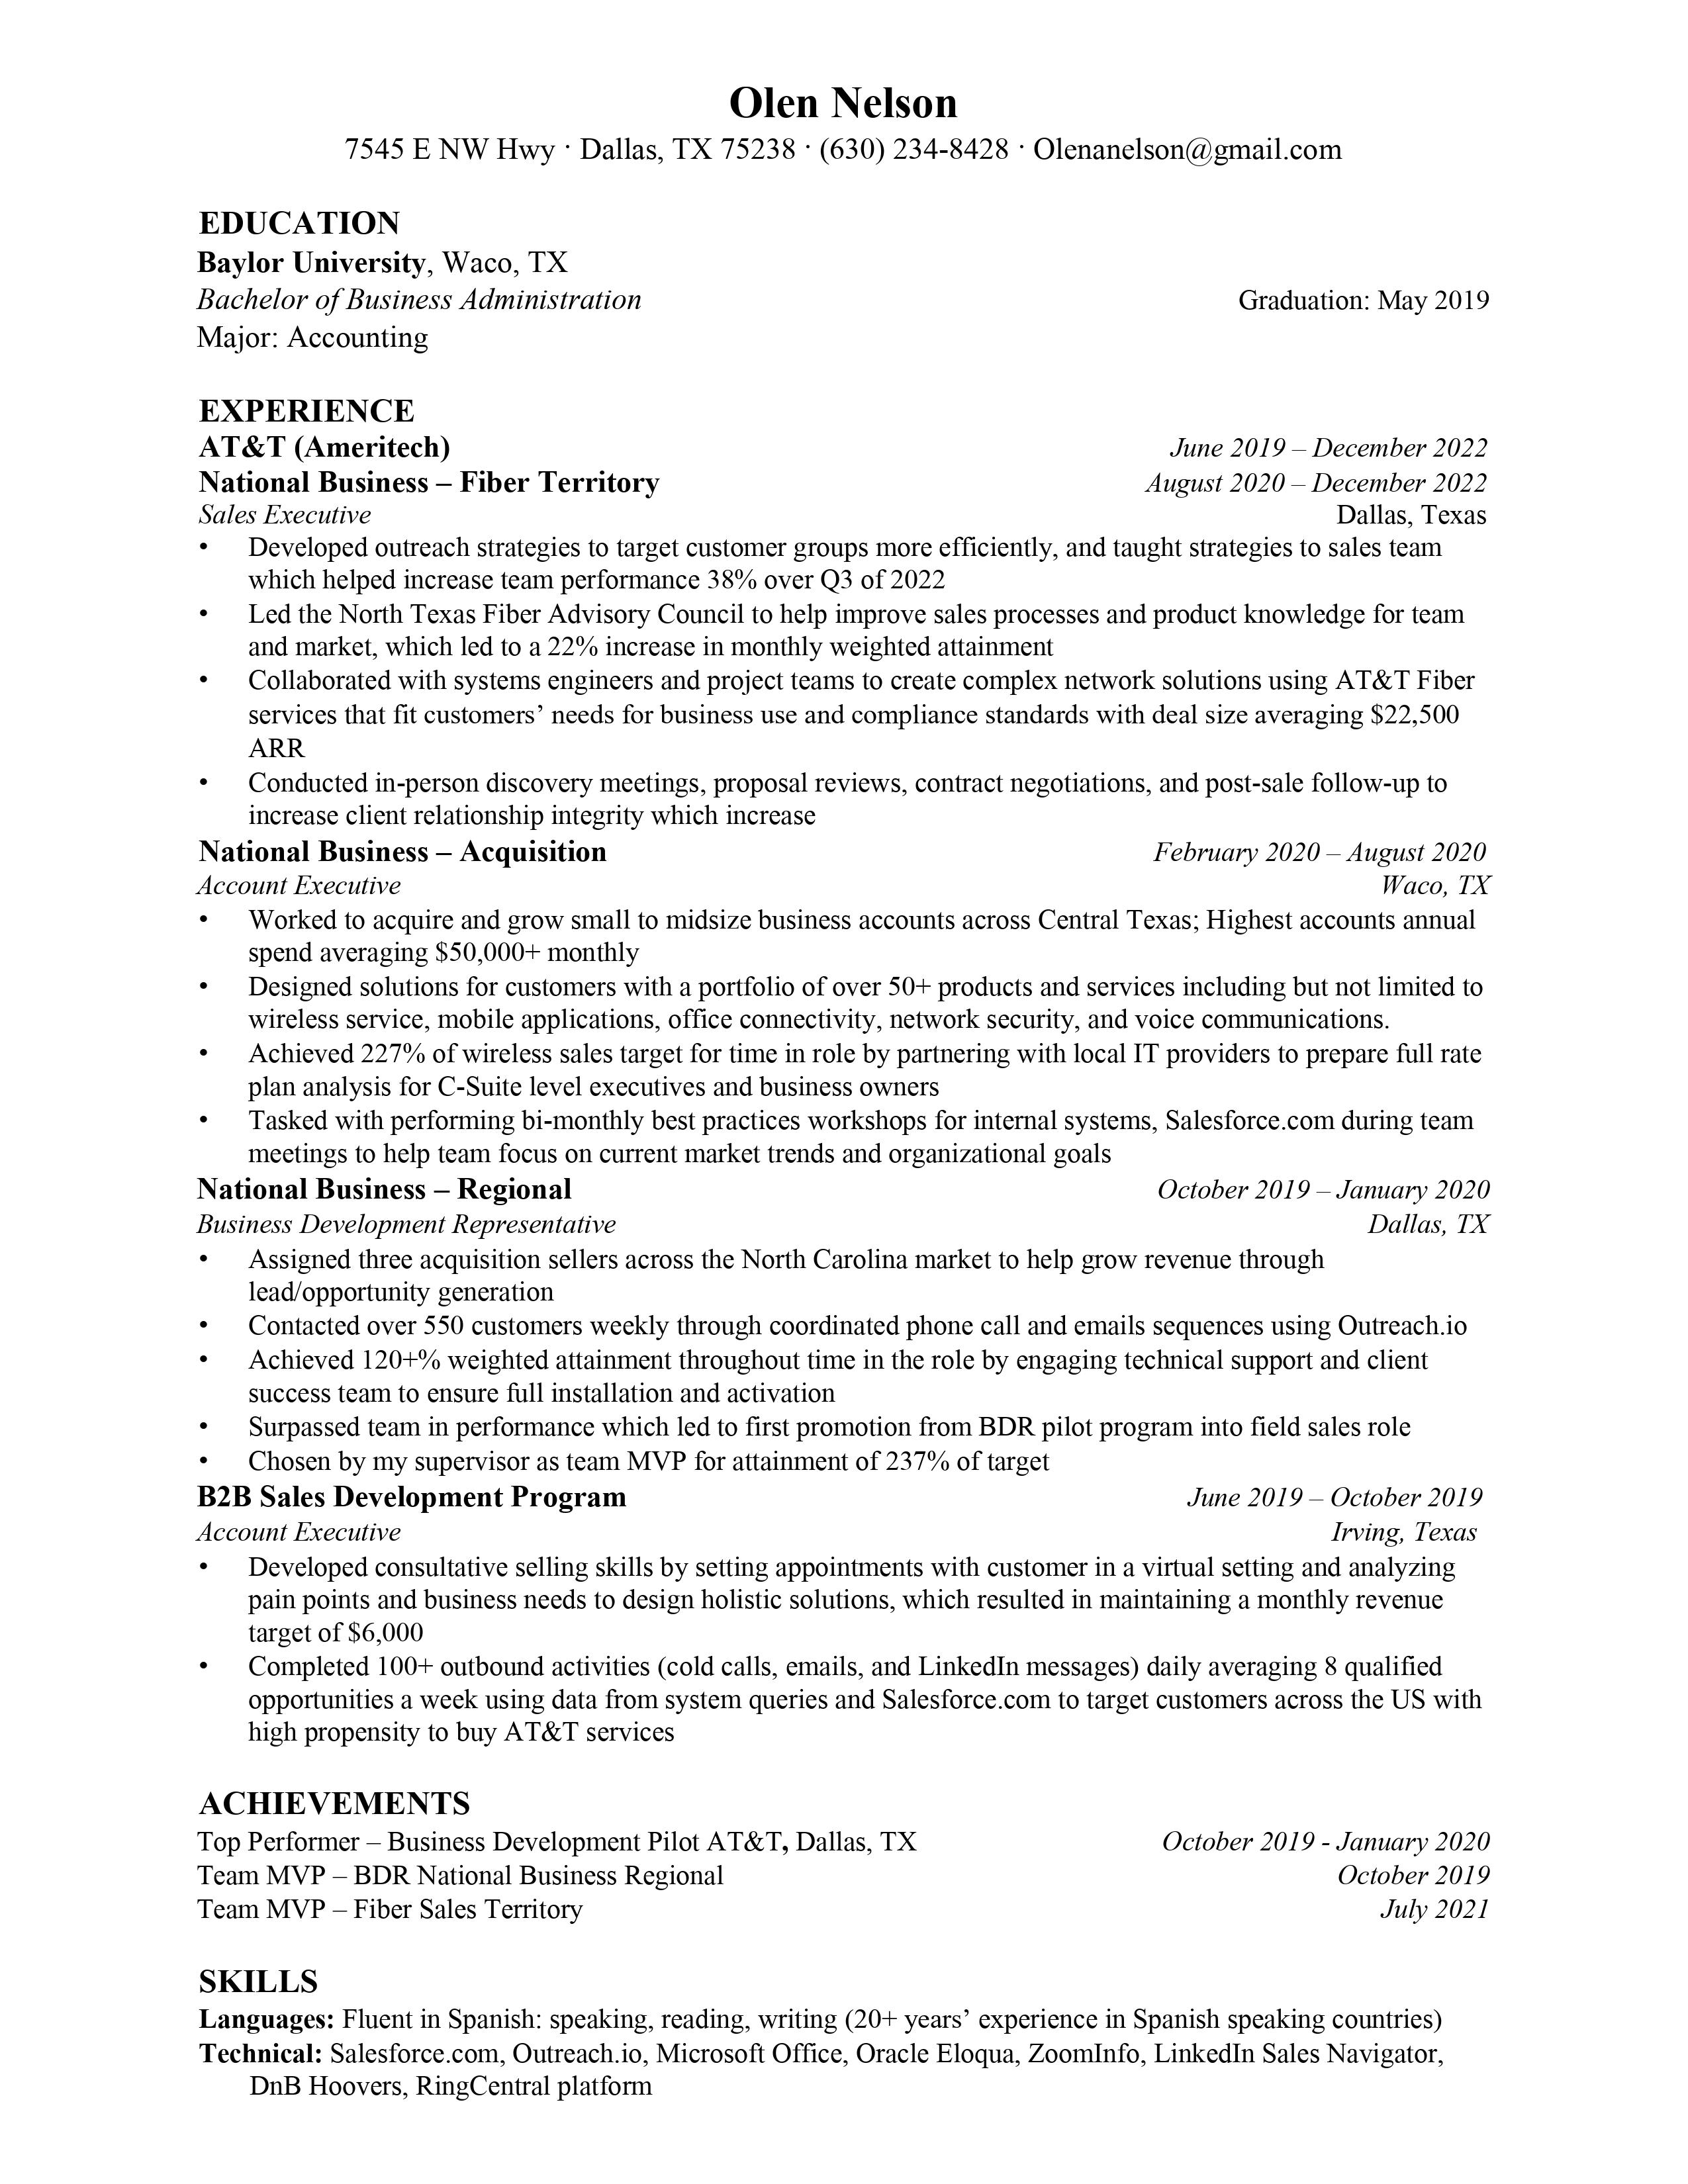 Olen Nelson
7545 E NW Hwy · Dallas, TX 75238 · (630) 234-8428 · Olenanelson@gmail.com
EDUCATION
Baylor University, Waco, TX
Bachelor of Business Administration Graduation: May 2019
Major: Accounting
EXPERIENCE
AT&T (Ameritech) June 2019 – December 2022
National Business – Fiber Territory August 2020 – December 2022
Sales Executive Dallas, Texas
• Developed outreach strategies to target customer groups more efficiently, and taught strategies to sales team
which helped increase team performance 38% over Q3 of 2022
• Led the North Texas Fiber Advisory Council to help improve sales processes and product knowledge for team
and market, which led to a 22% increase in monthly weighted attainment
• Collaborated with systems engineers and project teams to create complex network solutions using AT&T Fiber
services that fit customers’ needs for business use and compliance standards with deal size averaging $22,500
ARR
• Conducted in-person discovery meetings, proposal reviews, contract negotiations, and post-sale follow-up to
increase client relationship integrity which increase
National Business – Acquisition February 2020 – August 2020
Account Executive Waco, TX
• Worked to acquire and grow small to midsize business accounts across Central Texas; Highest accounts annual
spend averaging $50,000+ monthly
• Designed solutions for customers with a portfolio of over 50+ products and services including but not limited to
wireless service, mobile applications, office connectivity, network security, and voice communications.
• Achieved 227% of wireless sales target for time in role by partnering with local IT providers to prepare full rate
plan analysis for C-Suite level executives and business owners
• Tasked with performing bi-monthly best practices workshops for internal systems, Salesforce.com during team
meetings to help team focus on current market trends and organizational goals
National Business – Regional October 2019 – January 2020
Business Development Representative Dallas, TX
• Assigned three acquisition sellers across the North Carolina market to help grow revenue through
lead/opportunity generation
• Contacted over 550 customers weekly through coordinated phone call and emails sequences using Outreach.io
• Achieved 120+% weighted attainment throughout time in the role by engaging technical support and client
success team to ensure full installation and activation
• Surpassed team in performance which led to first promotion from BDR pilot program into field sales role
• Chosen by my supervisor as team MVP for attainment of 237% of target
B2B Sales Development Program June 2019 – October 2019
Account Executive Irving, Texas
• Developed consultative selling skills by setting appointments with customer in a virtual setting and analyzing
pain points and business needs to design holistic solutions, which resulted in maintaining a monthly revenue
target of $6,000
• Completed 100+ outbound activities (cold calls, emails, and LinkedIn messages) daily averaging 8 qualified
opportunities a week using data from system queries and Salesforce.com to target customers across the US with
high propensity to buy AT&T services
ACHIEVEMENTS
Top Performer – Business Development Pilot AT&T, Dallas, TX October 2019 - January 2020
Team MVP – BDR National Business Regional October 2019
Team MVP – Fiber Sales Territory July 2021
SKILLS
Languages: Fluent in Spanish: speaking, reading, writing (20+ years’ experience in Spanish speaking countries)
Technical: Salesforce.com, Outreach.io, Microsoft Office, Oracle Eloqua, ZoomInfo, LinkedIn Sales Navigator,
DnB Hoovers, RingCentral platform